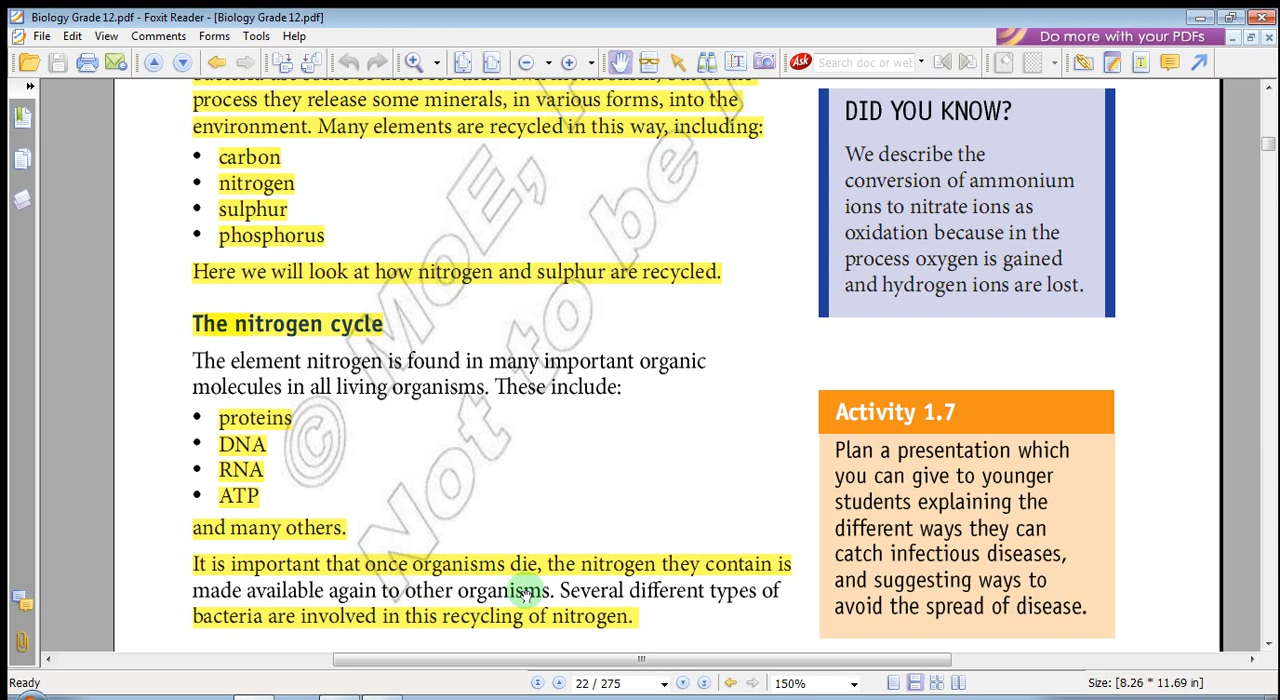 Biology Grade 12.pdf - Foxit Reader - [Biology Grade 12.pdf]
File Edit View Comments Forms Tools Help
Do more with your PDFs
Ask Search doc or wel
process they release some minerals, in various forms, into the
environment. Many elements are recycled in this way, including:
• carbon
• nitrogen
• sulphur
• phosphorus
Here we will look at how nitrogen and sulphur are recycled.
The nitrogen cycle
The element nitrogen is found in many important organic
molecules in all living organisms. These include:
• proteins
• DNA
• RNA
• ATP
and many others.
It is important that once organisms die, the nitrogen they contain is
made available again to other organisms. Several different types of
bacteria are involved in this recycling of nitrogen.
© MoE,
Not to be
DID YOU KNOW?
We describe the
conversion of ammonium
ions to nitrate ions as
oxidation because in the
process oxygen is gained
and hydrogen ions are lost.
Activity 1.7
Plan a presentation which
you can give to younger
students explaining the
different ways they can
catch infectious diseases,
and suggesting ways to
avoid the spread of disease.
Ready
22 / 275
150%
Size: [8.26 * 11.69 in]